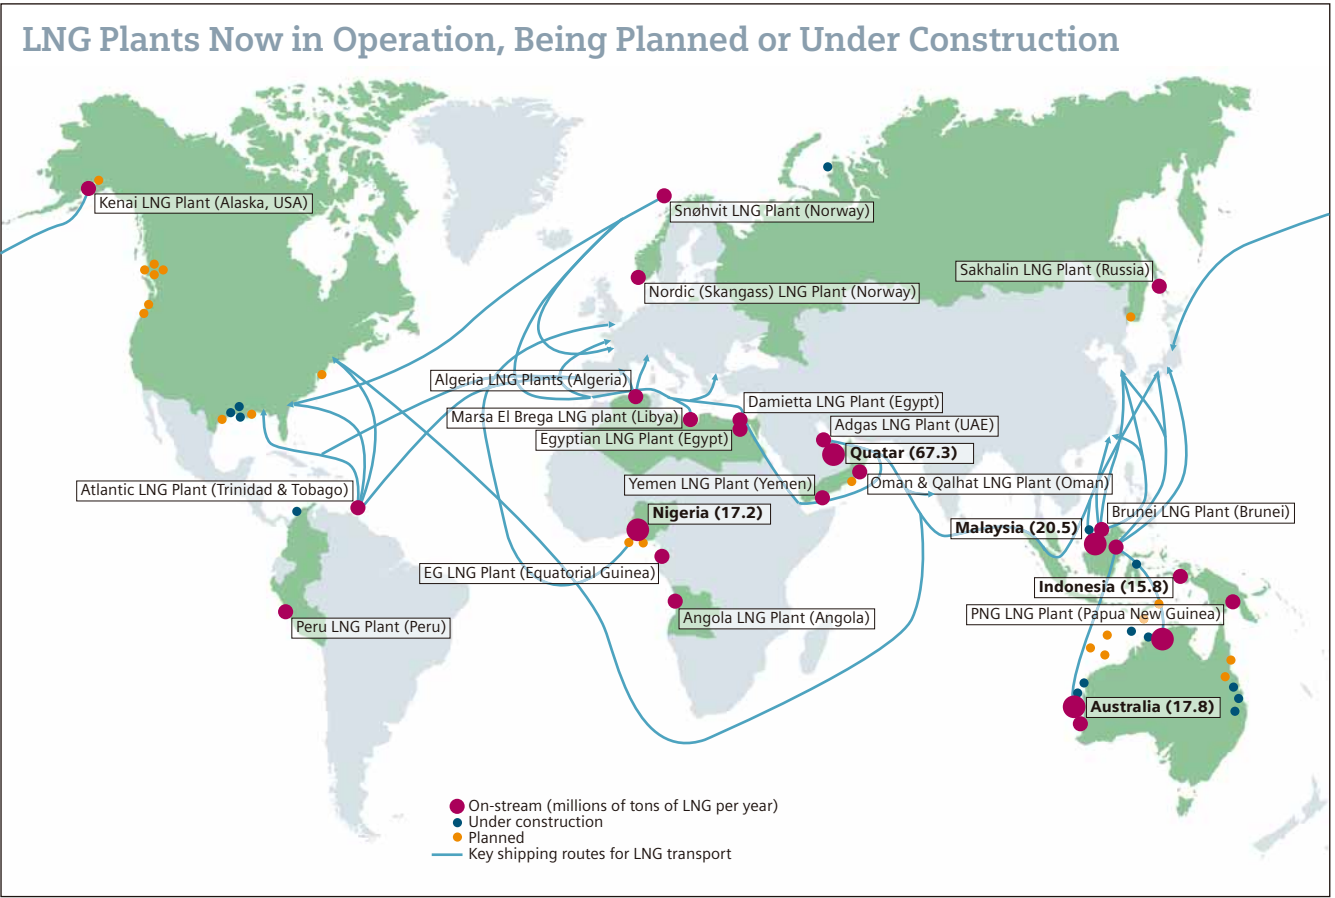 LNG Plants Now in Operation, Being Planned or Under Construction
Kenai LNG Plant (Alaska, USA)
Snøhvit LNG Plant (Norway)
Sakhalin LNG Plant (Russia)
Nordic (Skangass) LNG Plant (Norway)
Algeria LNG Plants (Algeria)
Damietta LNG Plant (Egypt)
Marsa El Brega LNG plant (Libya)
Adgas LNG Plant (UAE)
Egyptian LNG Plant (Egypt)
Quatar (67.3)
Yemen LNG Plant (Yemen)
Oman & Qalhat LNG Plant (Oman)
Atlantic LNG Plant (Trinidad & Tobago)
Nigeria (17.2)
Brunei LNG Plant (Brunei)
Malaysia (20.5)
EG LNG Plant (Equatorial Guinea)
Indonesia (15.8)
PNG LNG Plant (Papua New Guinea)
Angola LNG Plant (Angola)
Peru LNG Plant (Peru)
Australia (17.8)
On-stream (millions of tons of LNG per year)
Under construction
Planned
Key shipping routes for LNG transport